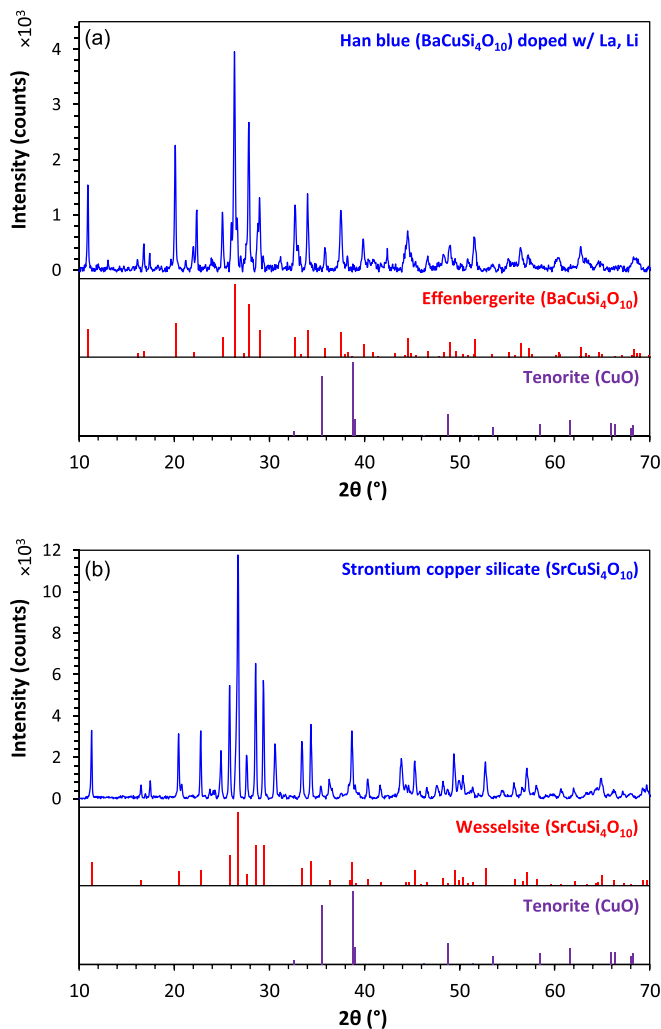 ×10³
(a)
Han blue (BaCuSi₄O₁₀) doped w/ La, Li
Intensity (counts)
4
3
2
1
0
Effenbergerite (BaCuSi₄O₁₀)
Tenorite (CuO)
10 20 30 40 50 60 70
2θ (°)
×10³
(b)
Strontium copper silicate (SrCuSi₄O₁₀)
Intensity (counts)
12
10
8
6
4
2
0
Wesselsite (SrCuSi₄O₁₀)
Tenorite (CuO)
10 20 30 40 50 60 70
2θ (°)